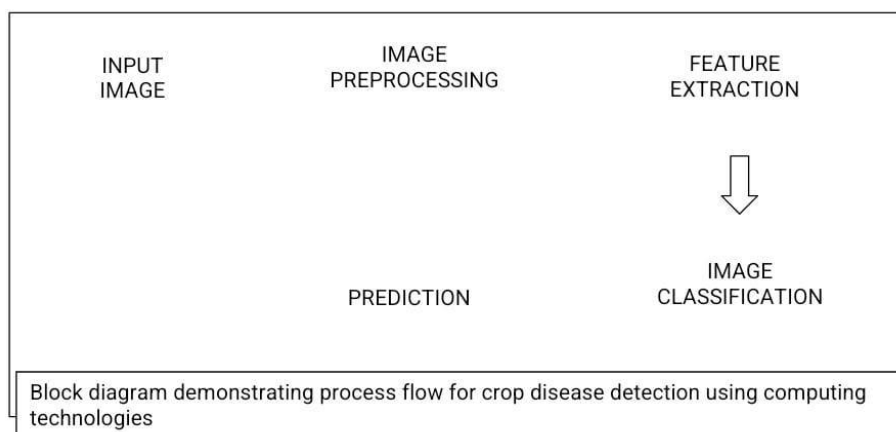 INPUT
IMAGE
IMAGE
PREPROCESSING
FEATURE
EXTRACTION
IMAGE
CLASSIFICATION
PREDICTION
Block diagram demonstrating process flow for crop disease detection using computing
technologies